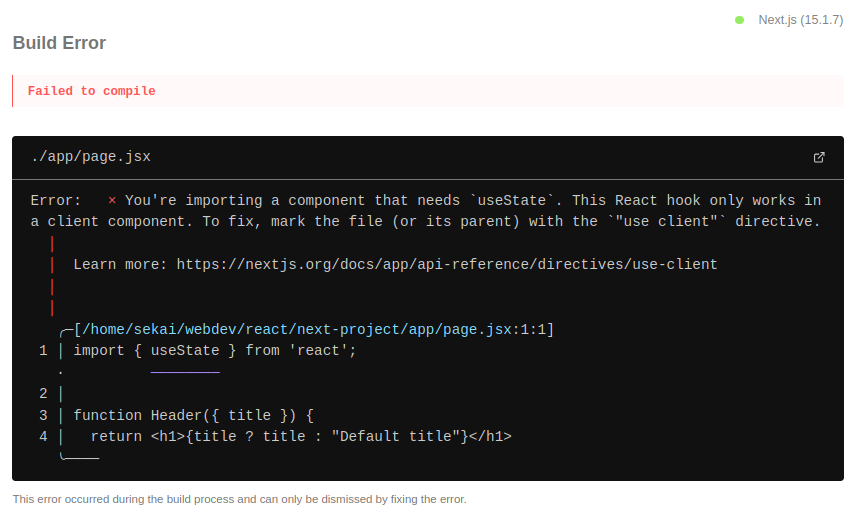 Next.js (15.1.7)
Build Error
Failed to compile
./app/page.jsx
Error:   × You're importing a component that needs `useState`. This React hook only works in
a client component. To fix, mark the file (or its parent) with the `"use client"` directive.
  |
  |  Learn more: https://nextjs.org/docs/app/api-reference/directives/use-client
  |
  |
   ╭─[/home/sekai/webdev/react/next-project/app/page.jsx:1:1]
 1 │ import { useState } from 'react';
   ·          ────────
 2 │
 3 │ function Header({ title }) {
 4 │   return <h1>{title ? title : "Default title"}</h1>
   ╰────
This error occurred during the build process and can only be dismissed by fixing the error.